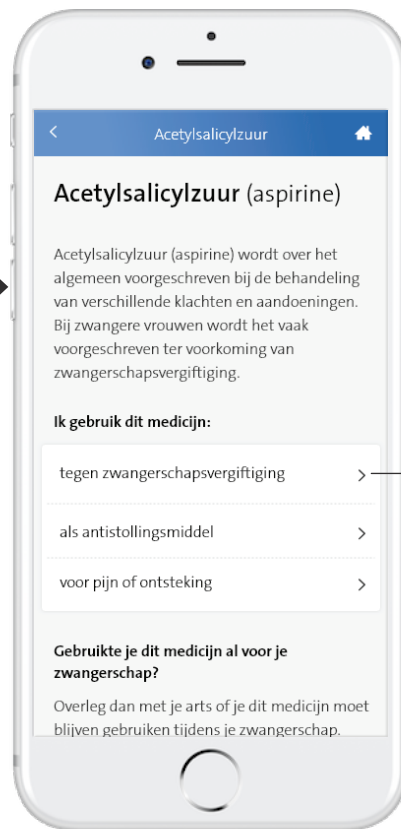 Acetylsalicylzuur
Acetylsalicylzuur (aspirine)
Acetylsalicylzuur (aspirine) wordt over het
algemeen voorgeschreven bij de behandeling
van verschillende klachten en aandoeningen.
Bij zwangere vrouwen wordt het vaak
voorgeschreven ter voorkoming van
zwangerschapsvergiftiging.
Ik gebruik dit medicijn:
tegen zwangerschapsvergiftiging
als antistollingsmiddel
voor pijn of ontsteking
Gebruikte je dit medicijn al voor je
zwangerschap?
Overleg dan met je arts of je dit medicijn moet
blijven gebruiken tijdens je zwangerschap.